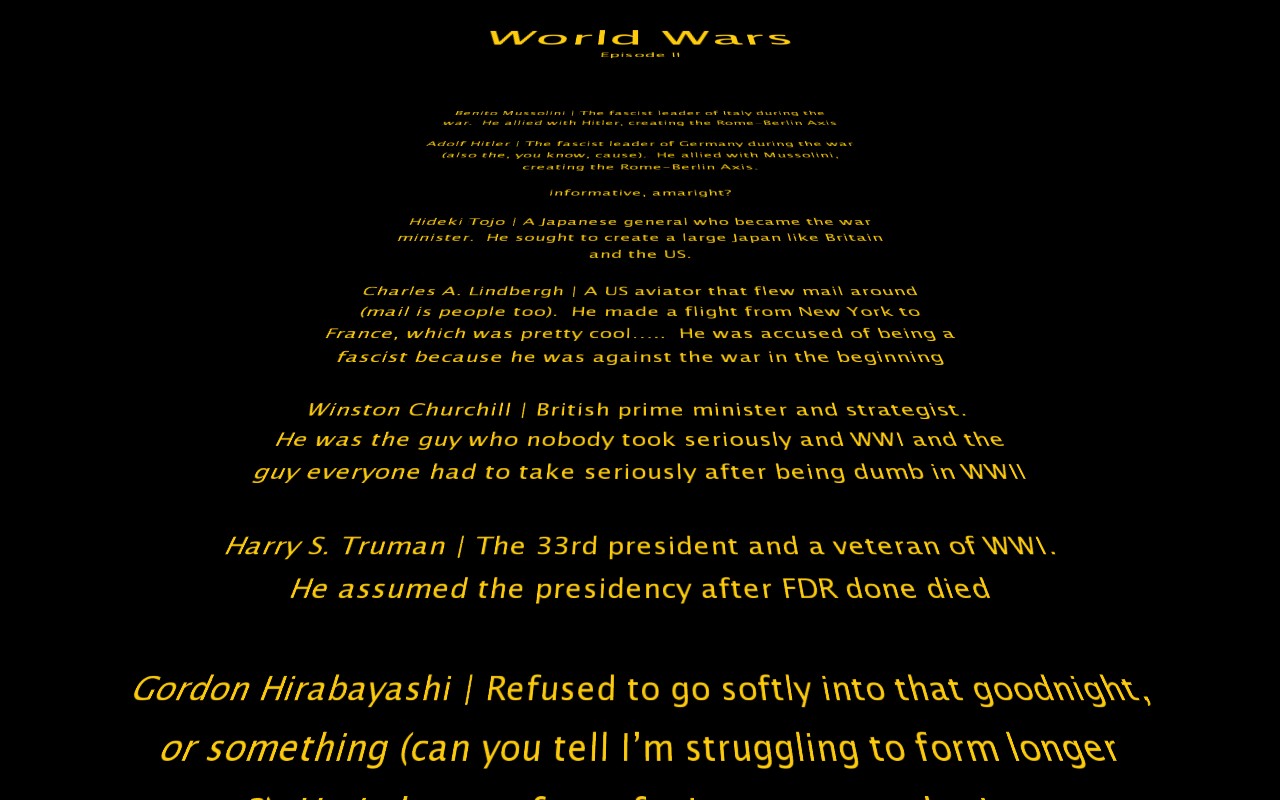 World Wars
Episode II
Benito Mussolini | The fascist leader of Italy during the
war.  He allied with Hitler, creating the Rome-Berlin Axis
Adolf Hitler | The fascist leader of Germany during the war
(also the, you know, cause).  He allied with Mussolini,
creating the Rome-Berlin Axis.
informative, amaright?
Hideki Tojo | A Japanese general who became the war
minister.  He sought to create a large Japan like Britain
and the US.
Charles A. Lindbergh | A US aviator that flew mail around
(mail is people too).  He made a flight from New York to
France, which was pretty cool.....  He was accused of being a
fascist because he was against the war in the beginning
Winston Churchill | British prime minister and strategist.
He was the guy who nobody took seriously and WWI and the
guy everyone had to take seriously after being dumb in WWII
Harry S. Truman | The 33rd president and a veteran of WWI.
He assumed the presidency after FDR done died
Gordon Hirabayashi | Refused to go softly into that goodnight,
or something (can you tell I'm struggling to form longer